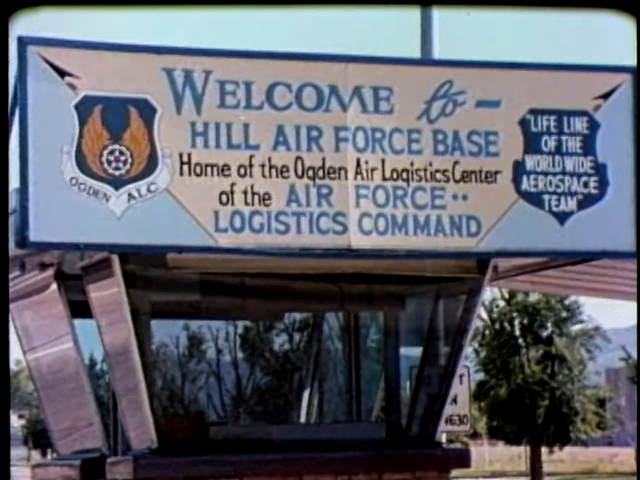 WELCOME to -
HILL AIR FORCE BASE
Home of the Ogden Air Logistics Center
of the AIR FORCE··
LOGISTICS COMMAND
OGDEN ALC
"LIFE LINE
OF THE
WORLD WIDE
AEROSPACE
TEAM"
T
N
1630